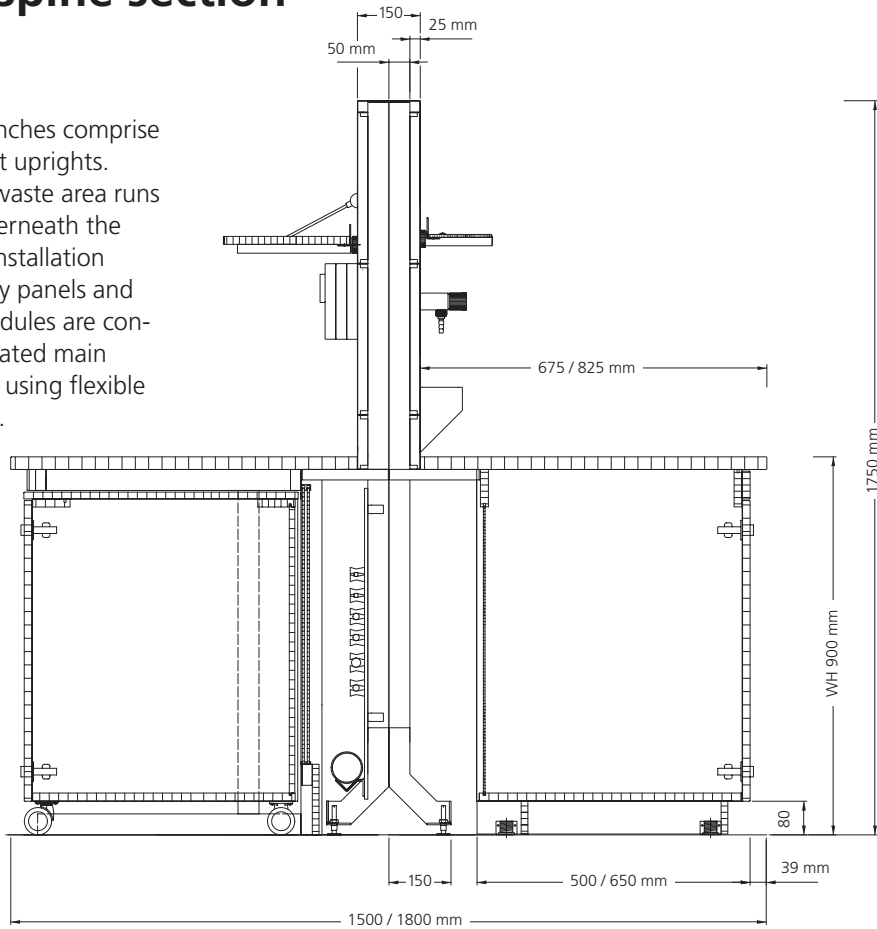 spine section
150
25 mm
50 mm
nches comprise
t uprights.
waste area runs
erneath the
nstallation
y panels and
dules are con-
ated main
using flexible
675 / 825 mm
1750 mm
WH 900 mm
80
39 mm
150
500 / 650 mm
1500 / 1800 mm